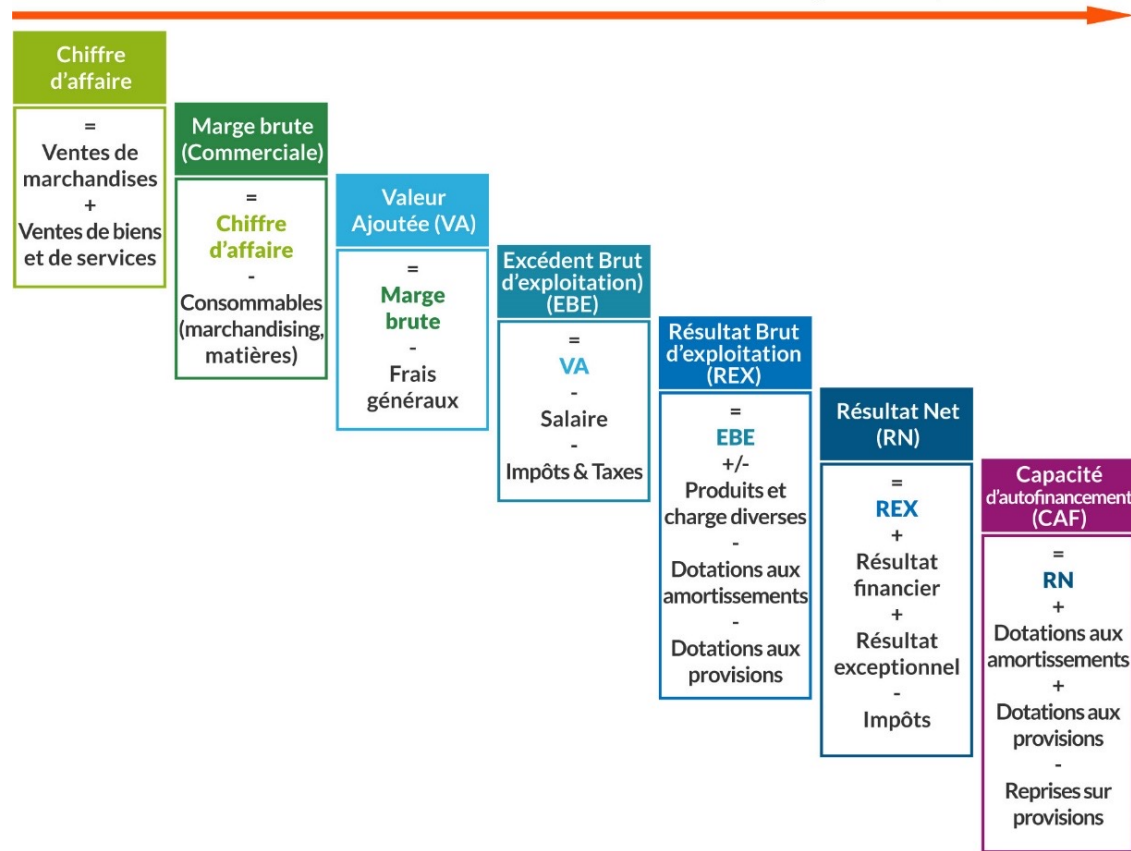 Chiffre
d'affaire
=
Ventes de
marchandises
+
Ventes de biens
et de services
Marge brute
(Commerciale)
=
Chiffre
d'affaire
-
Consommables
(marchandising,
matières)
Valeur
Ajoutée (VA)
=
Marge
brute
-
Frais
généraux
Excédent Brut
d'exploitation)
(EBE)
=
VA
-
Salaire
-
Impôts & Taxes
Résultat Brut
d'exploitation
(REX)
=
EBE
+/-
Produits et
charge diverses
-
Dotations aux
amortissements
-
Dotations aux
provisions
Résultat Net
(RN)
=
REX
+
Résultat
financier
+
Résultat
exceptionnel
-
Impôts
Capacité
d'autofinancement
(CAF)
=
RN
+
Dotations aux
amortissements
+
Dotations aux
provisions
-
Reprises sur
provisions